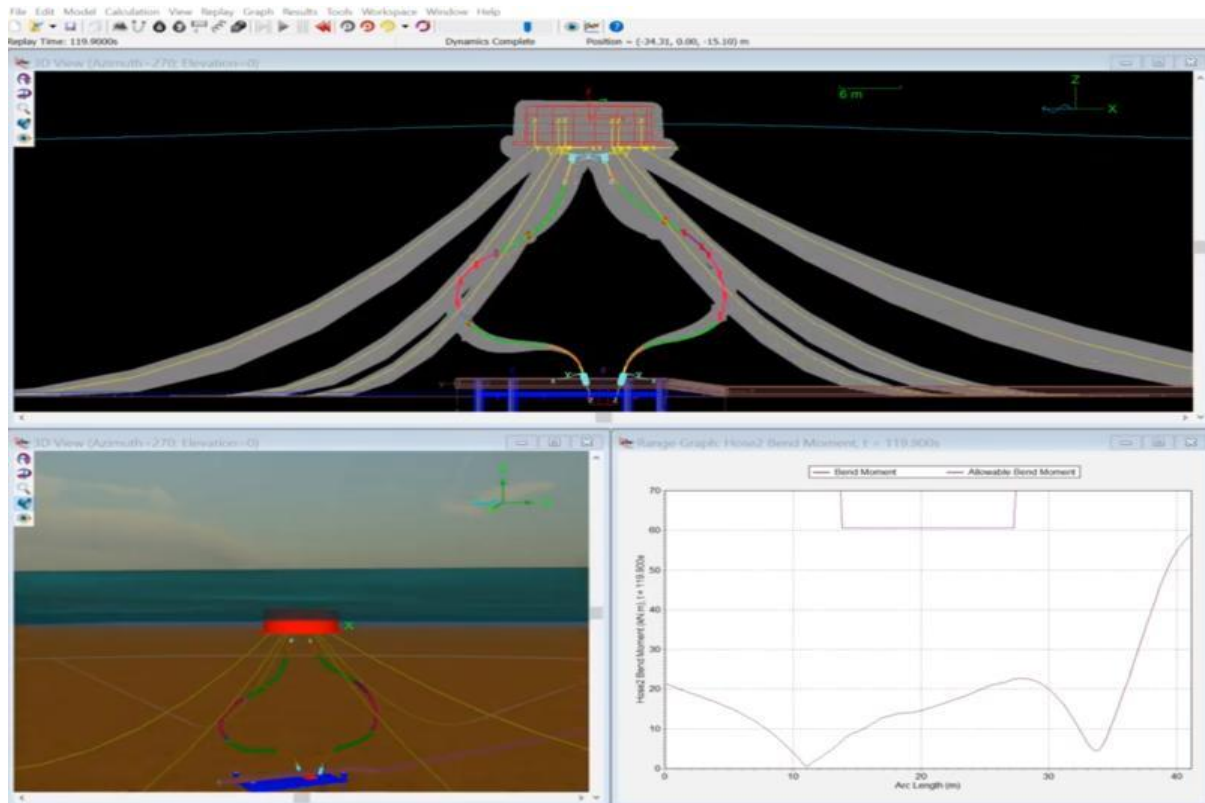 File Edit Model Calculation View Replay Graph Results Tools Workspace Window Help
Replay Time: 119.9000s Dynamics Complete Position = (-34.31, 0.00, -15.10) m
3D View (Azimuth=270; Elevation=0)
6 m
Z
X
3D View (Azimuth=270; Elevation=0)
X
Range Graph: Hose2 Bend Moment, t = 119.900s
Bend Moment Allowable Bend Moment
Hose2 Bend Moment (kN.m), t = 119.900s
70
60
50
40
30
20
10
0
0 10 20 30 40
Arc Length (m)